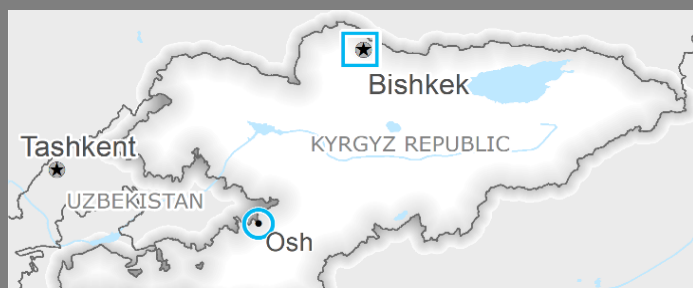 Bishkek
KYRGYZ REPUBLIC
Tashkent
UZBEKISTAN
Osh